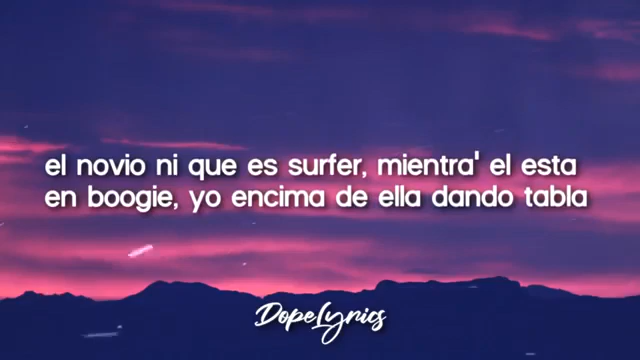 el novio ni que es surfer, mientra' el esta
en boogie, yo encima de ella dando tabla
DopeLyrics